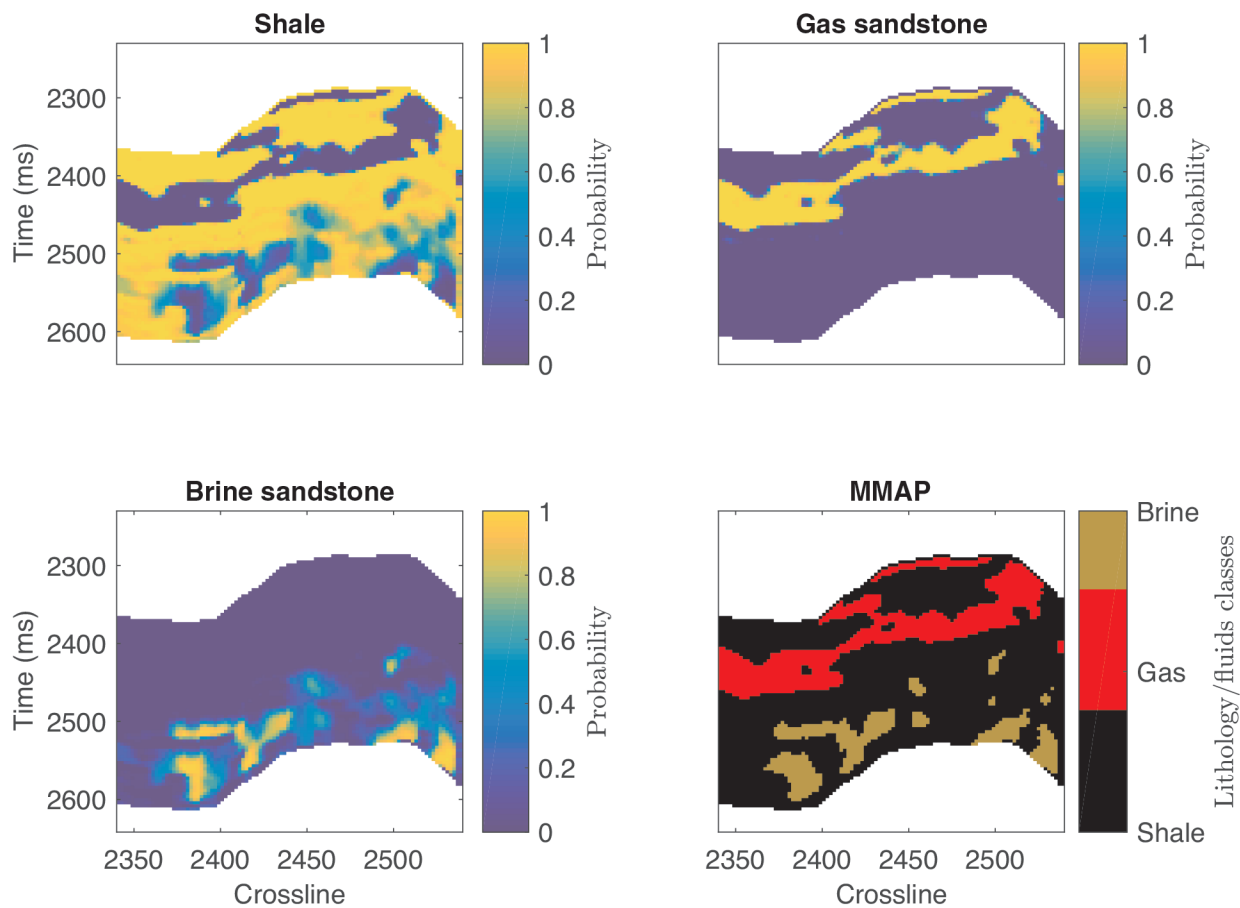 Shale
Gas sandstone
2300
2400
2500
2600
Time (ms)
1
0.8
0.6
0.4
0.2
0
Probability
1
0.8
0.6
0.4
0.2
0
Probability
Brine sandstone
MMAP
2300
2400
2500
2600
Time (ms)
2350 2400 2450 2500
Crossline
1
0.8
0.6
0.4
0.2
0
Probability
2350 2400 2450 2500
Crossline
Brine
Gas
Shale
Lithology/fluids classes